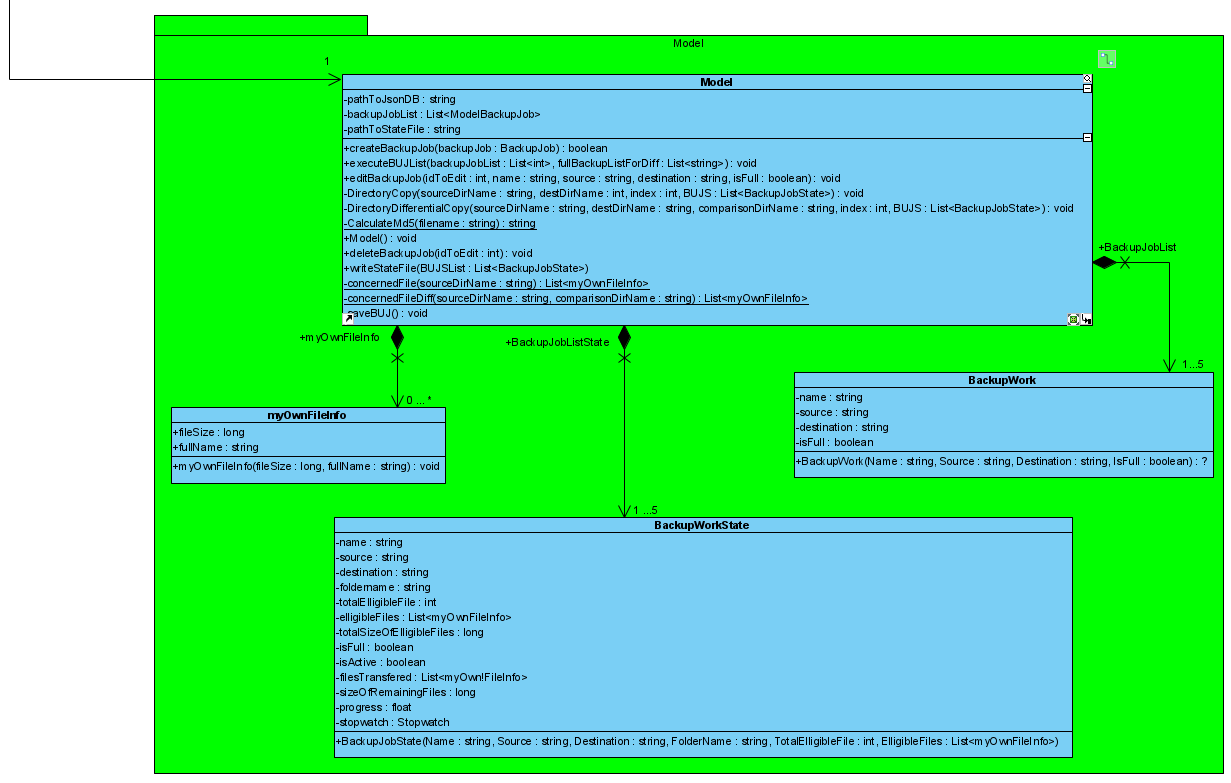 Model
1
Model
-pathToJsonDB : string
-backupJobList : List<ModelBackupJob>
-pathToStateFile : string
+createBackupJob(backupJob : BackupJob) : boolean
+executeBUJList(backupJobList : List<int>, fullBackupListForDiff : List<string>) : void
+editBackupJob(idToEdit : int, name : string, source : string, destination : string, isFull : boolean) : void
-DirectoryCopy(sourceDirName : string, destDirName : int, index : int, BUJS : List<BackupJobState>) : void
-DirectoryDifferentialCopy(sourceDirName : string, destDirName : string, comparisonDirName : string, index : int, BUJS : List<BackupJobState>) : void
-CalculateMd5(filename : string) : string
+Model() : void
+deleteBackupJob(idToEdit : int) : void
+writeStateFile(BUJSList : List<BackupJobState>)
-concernedFile(sourceDirName : string) : List<myOwnFileInfo>
-concernedFileDiff(sourceDirName : string, comparisonDirName : string) : List<myOwnFileInfo>
saveBUJ() : void
+BackupJobList
1...5
+myOwnFileInfo
0 ... *
+BackupJobListState
1 ...5
myOwnFileInfo
+fileSize : long
+fullName : string
+myOwnFileInfo(fileSize : long, fullName : string) : void
BackupWork
-name : string
-source : string
-destination : string
-isFull : boolean
+BackupWork(Name : string, Source : string, Destination : string, IsFull : boolean) : ?
BackupWorkState
-name : string
-source : string
-destination : string
-foldername : string
-totalElligibleFile : int
-elligibleFiles : List<myOwnFileInfo>
-totalSizeOfElligibleFiles : long
-isFull : boolean
-isActive : boolean
-filesTransfered : List<myOwn!FileInfo>
-sizeOfRemainingFiles : long
-progress : float
-stopwatch : Stopwatch
+BackupJobState(Name : string, Source : string, Destination : string, FolderName : string, TotalElligibleFile : int, ElligibleFiles : List<myOwnFileInfo>)